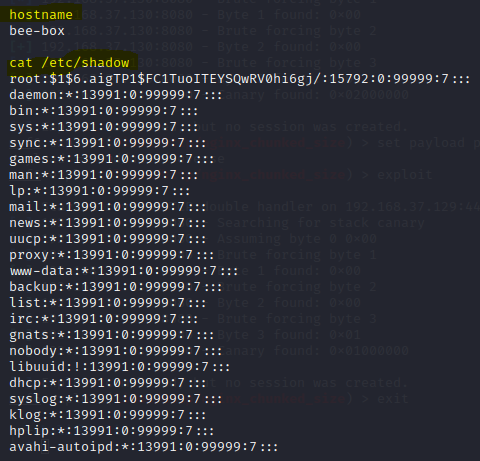 hostname
bee-box
cat /etc/shadow
root:$1$6.aigTP1$FC1TuoITEYSQwRV0hi6gj/:15792:0:99999:7:::
daemon:*:13991:0:99999:7:::
bin:*:13991:0:99999:7:::
sys:*:13991:0:99999:7:::
sync:*:13991:0:99999:7:::
games:*:13991:0:99999:7:::
man:*:13991:0:99999:7:::
lp:*:13991:0:99999:7:::
mail:*:13991:0:99999:7:::
news:*:13991:0:99999:7:::
uucp:*:13991:0:99999:7:::
proxy:*:13991:0:99999:7:::
www-data:*:13991:0:99999:7:::
backup:*:13991:0:99999:7:::
list:*:13991:0:99999:7:::
irc:*:13991:0:99999:7:::
gnats:*:13991:0:99999:7:::
nobody:*:13991:0:99999:7:::
libuuid:!:13991:0:99999:7:::
dhcp:*:13991:0:99999:7:::
syslog:*:13991:0:99999:7:::
klog:*:13991:0:99999:7:::
hplip:*:13991:0:99999:7:::
avahi-autoipd:*:13991:0:99999:7:::